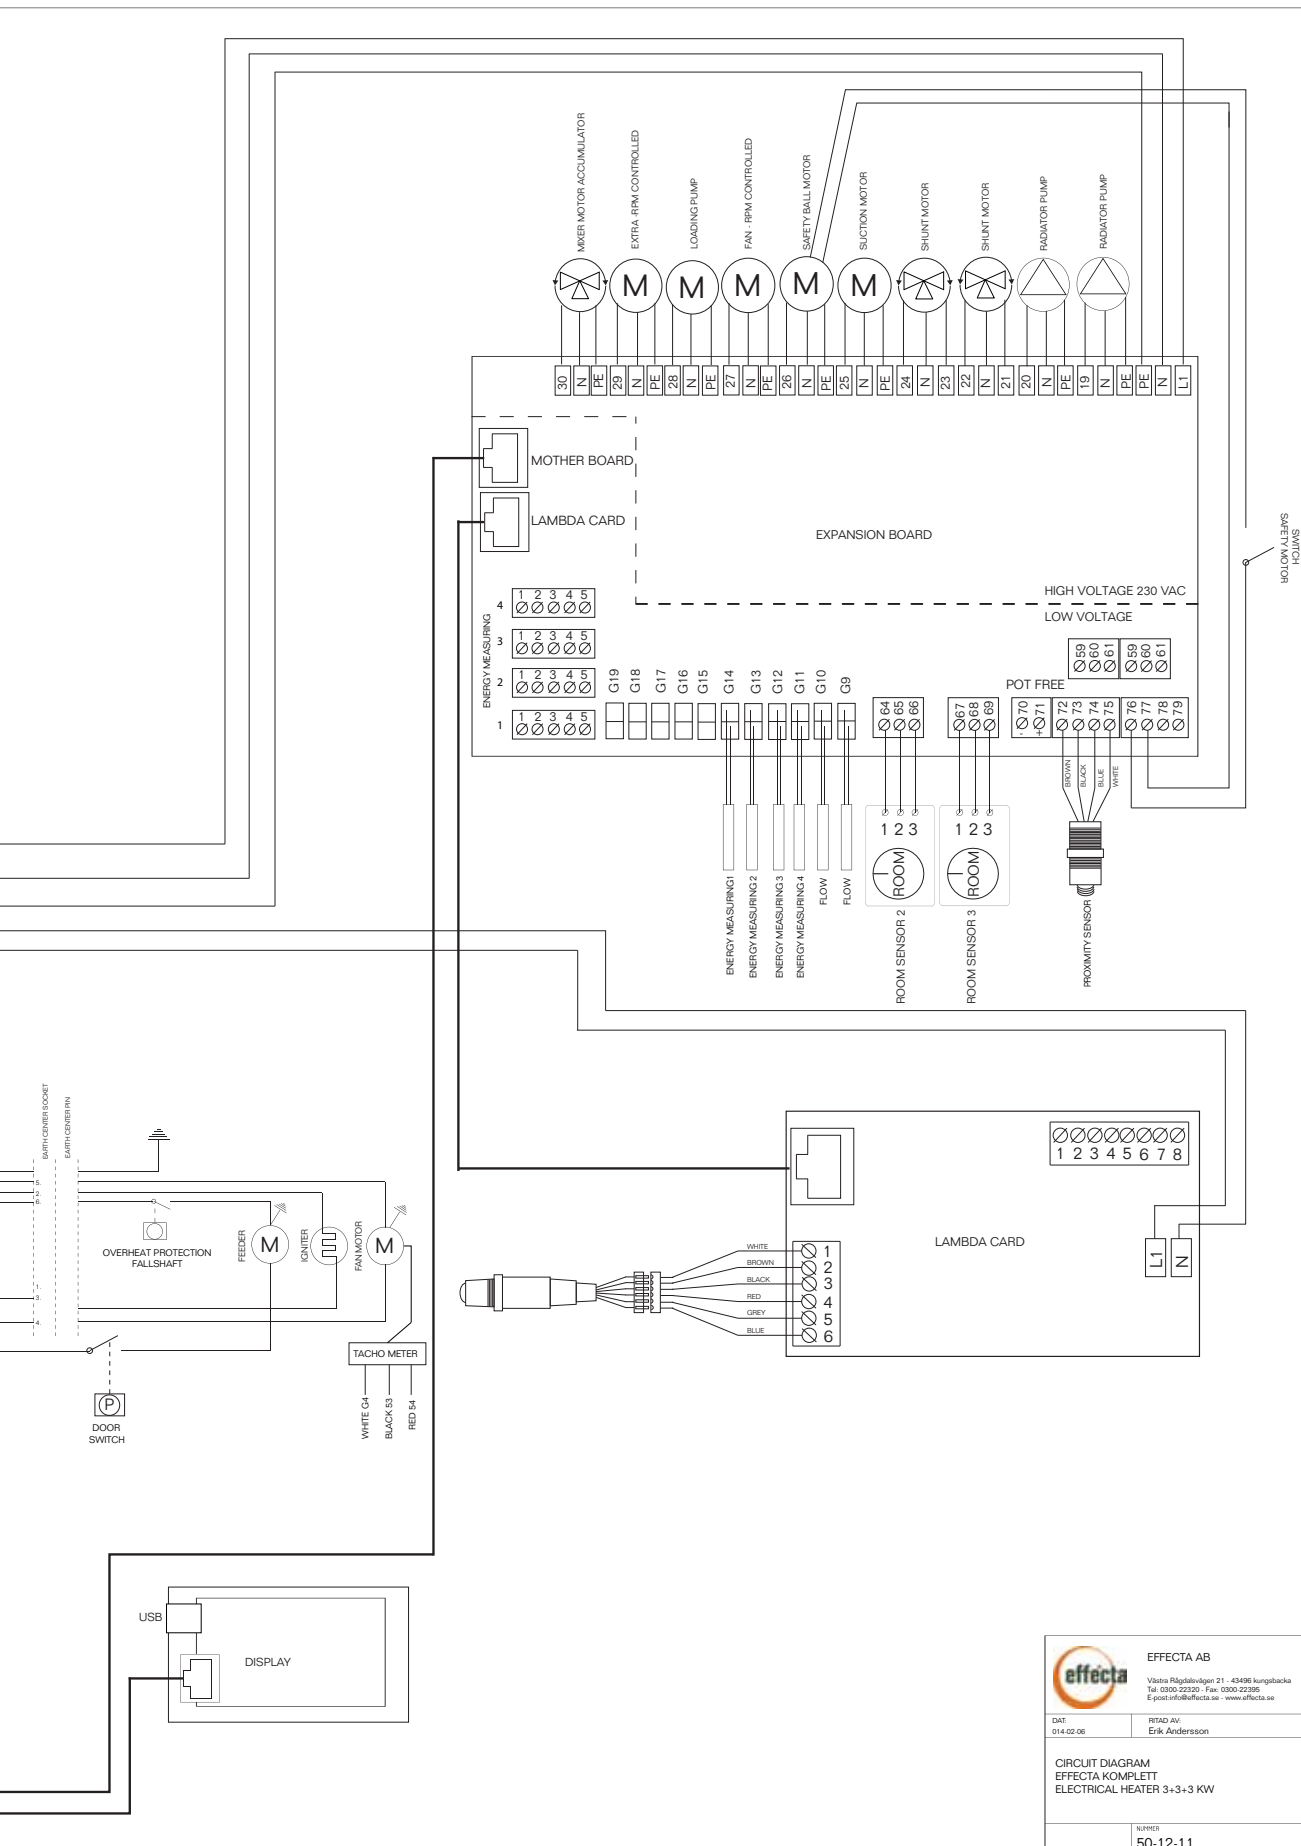 MIXER MOTOR ACCUMULATOR
EXTRA -RPM CONTROLLED
LOADING PUMP
FAN - RPM CONTROLLED
SAFETY BALL MOTOR
SUCTION MOTOR
SHUNT MOTOR
SHUNT MOTOR
RADIATOR PUMP
RADIATOR PUMP
M
M
M
M
M
30 N PE 29 N PE 28 N PE 27 N PE 26 N PE 25 N PE 24 N 23 22 N 21 20 N PE 19 N PE PE N L1
MOTHER BOARD
LAMBDA CARD
EXPANSION BOARD
SWITCH
SAFETY MOTOR
HIGH VOLTAGE 230 VAC
LOW VOLTAGE
ENERGY MEASURING
4
1 2 3 4 5
3
1 2 3 4 5
2
1 2 3 4 5
1
1 2 3 4 5
G19 G18 G17 G16 G15 G14 G13 G12 G11 G10 G9
64 65 66
67 68 69
POT FREE
59 60 61
59 60 61
70 71
- +
72 73 74 75
76 77 78 79
BROWN
BLACK
BLUE
WHITE
1 2 3
ROOM
1 2 3
ROOM
ENERGY MEASURING1
ENERGY MEASURING 2
ENERGY MEASURING 3
ENERGY MEASURING 4
FLOW
FLOW
ROOM SENSOR 2
ROOM SENSOR 3
PROXIMITY SENSOR
EARTH CENTER SOCKET
EARTH CENTER PIN
5.
2.
6.
1.
3.
4.
OVERHEAT PROTECTION
FALLSHAFT
FEEDER
M
IGNITER
FAN MOTOR
M
TACHO METER
WHITE G4
BLACK 53
RED 54
P
DOOR
SWITCH
1 2 3 4 5 6 7 8
LAMBDA CARD
L1
N
WHITE
BROWN
BLACK
RED
GREY
BLUE
1
2
3
4
5
6
USB
DISPLAY
effecta
EFFECTA AB
Västra Rågdalsvägen 21 - 43496 kungsbacka
Tel: 0300-22320 - Fax: 0300-22395
E-post:info@effecta.se - www.effecta.se
DAT:
014-02-06
RITAD AV:
Erik Andersson
CIRCUIT DIAGRAM
EFFECTA KOMPLETT
ELECTRICAL HEATER 3+3+3 KW
NUMMER
50-12-11